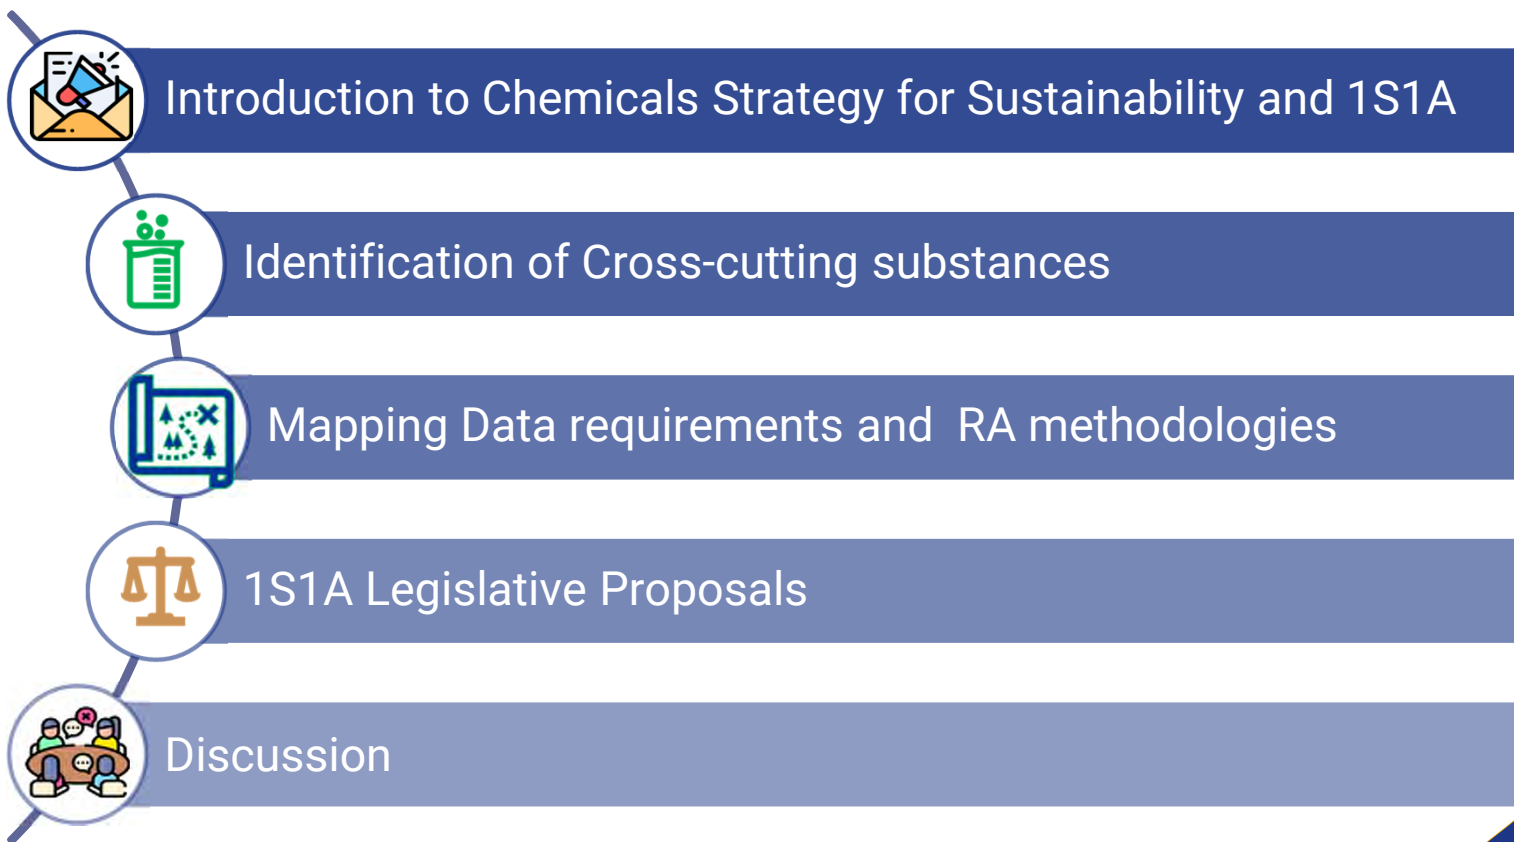 Introduction to Chemicals Strategy for Sustainability and 1S1A
Identification of Cross-cutting substances
Mapping Data requirements and  RA methodologies
1S1A Legislative Proposals
Discussion